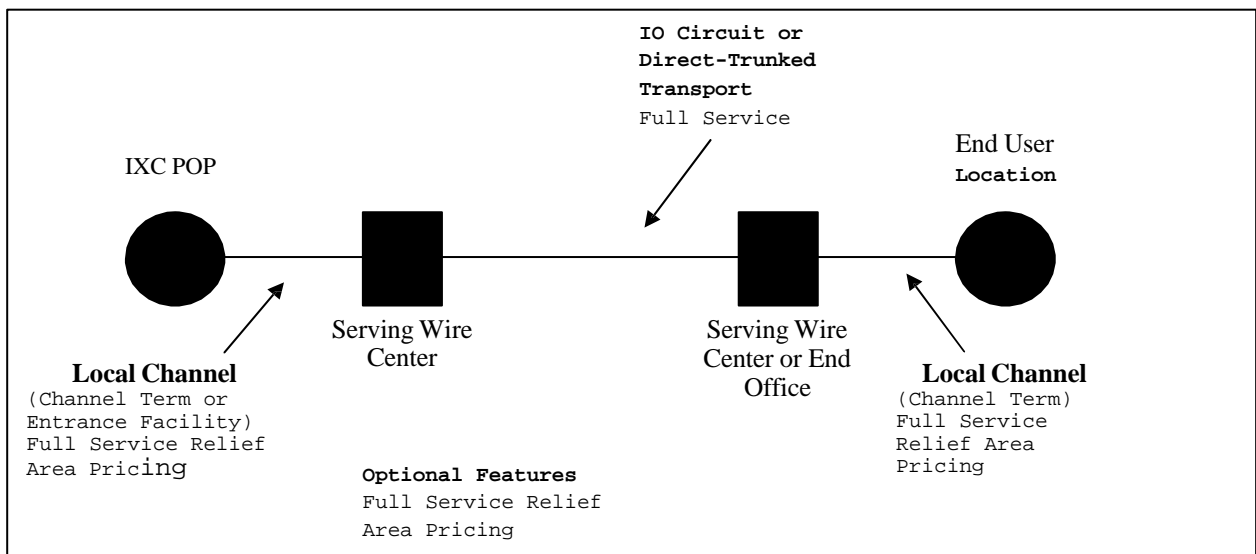 IO Circuit or
Direct-Trunked
Transport
Full Service
IXC POP
End User
Location
Serving Wire
Center
Serving Wire
Center or End
Office
Local Channel
(Channel Term or
Entrance Facility)
Full Service Relief
Area Pricing
Optional Features
Full Service Relief
Area Pricing
Local Channel
(Channel Term)
Full Service
Relief Area
Pricing